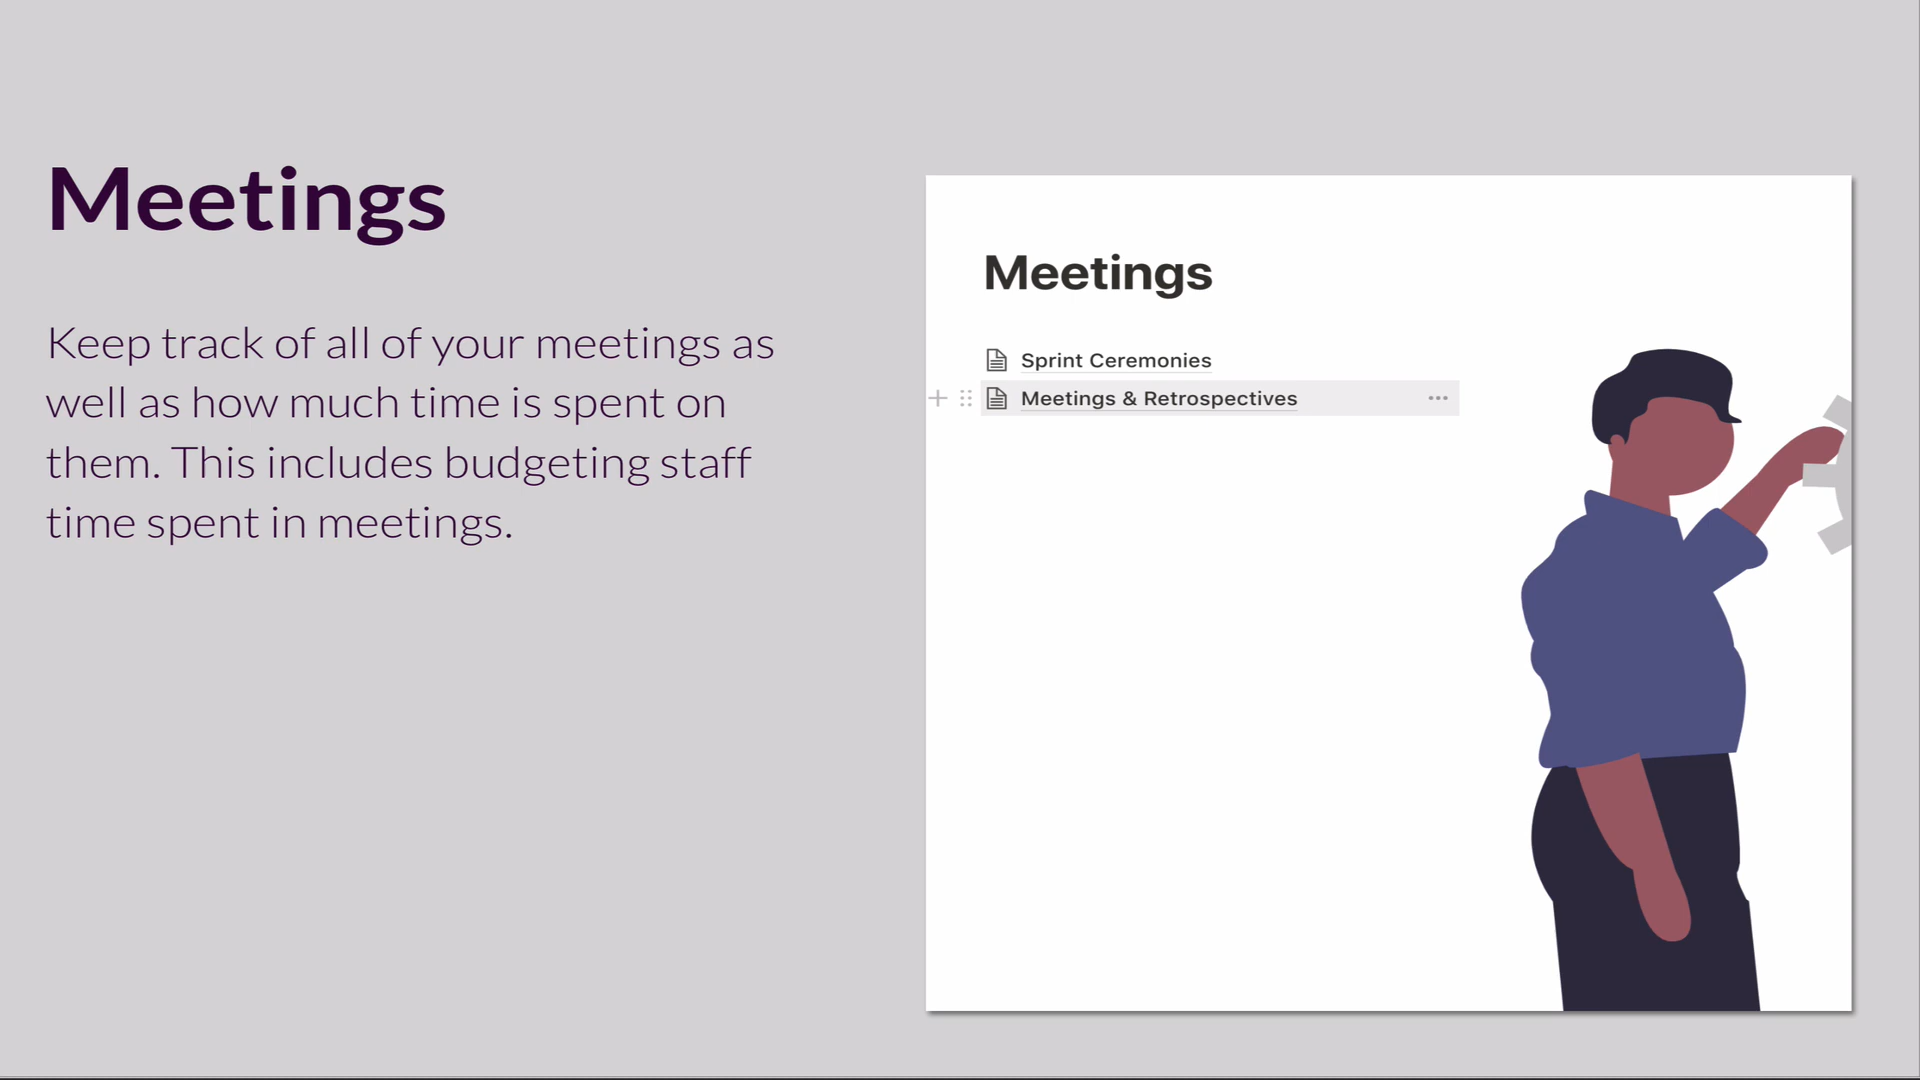 Meetings
Keep track of all of your meetings as
well as how much time is spent on
them. This includes budgeting staff
time spent in meetings.
Meetings
Sprint Ceremonies
Meetings & Retrospectives